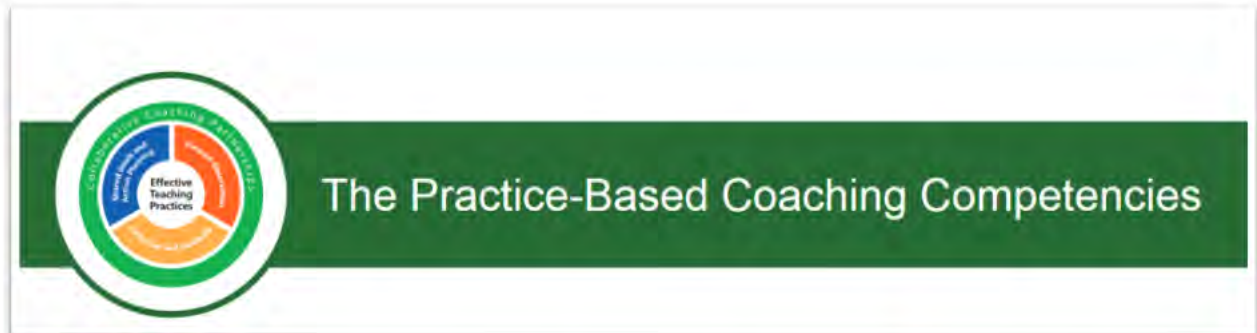 Collaborative Coaching Partnerships
Shared Goals and
Action Planning
Focused Observation
Effective
Teaching
Practices
Reflection and Feedback
The Practice-Based Coaching Competencies